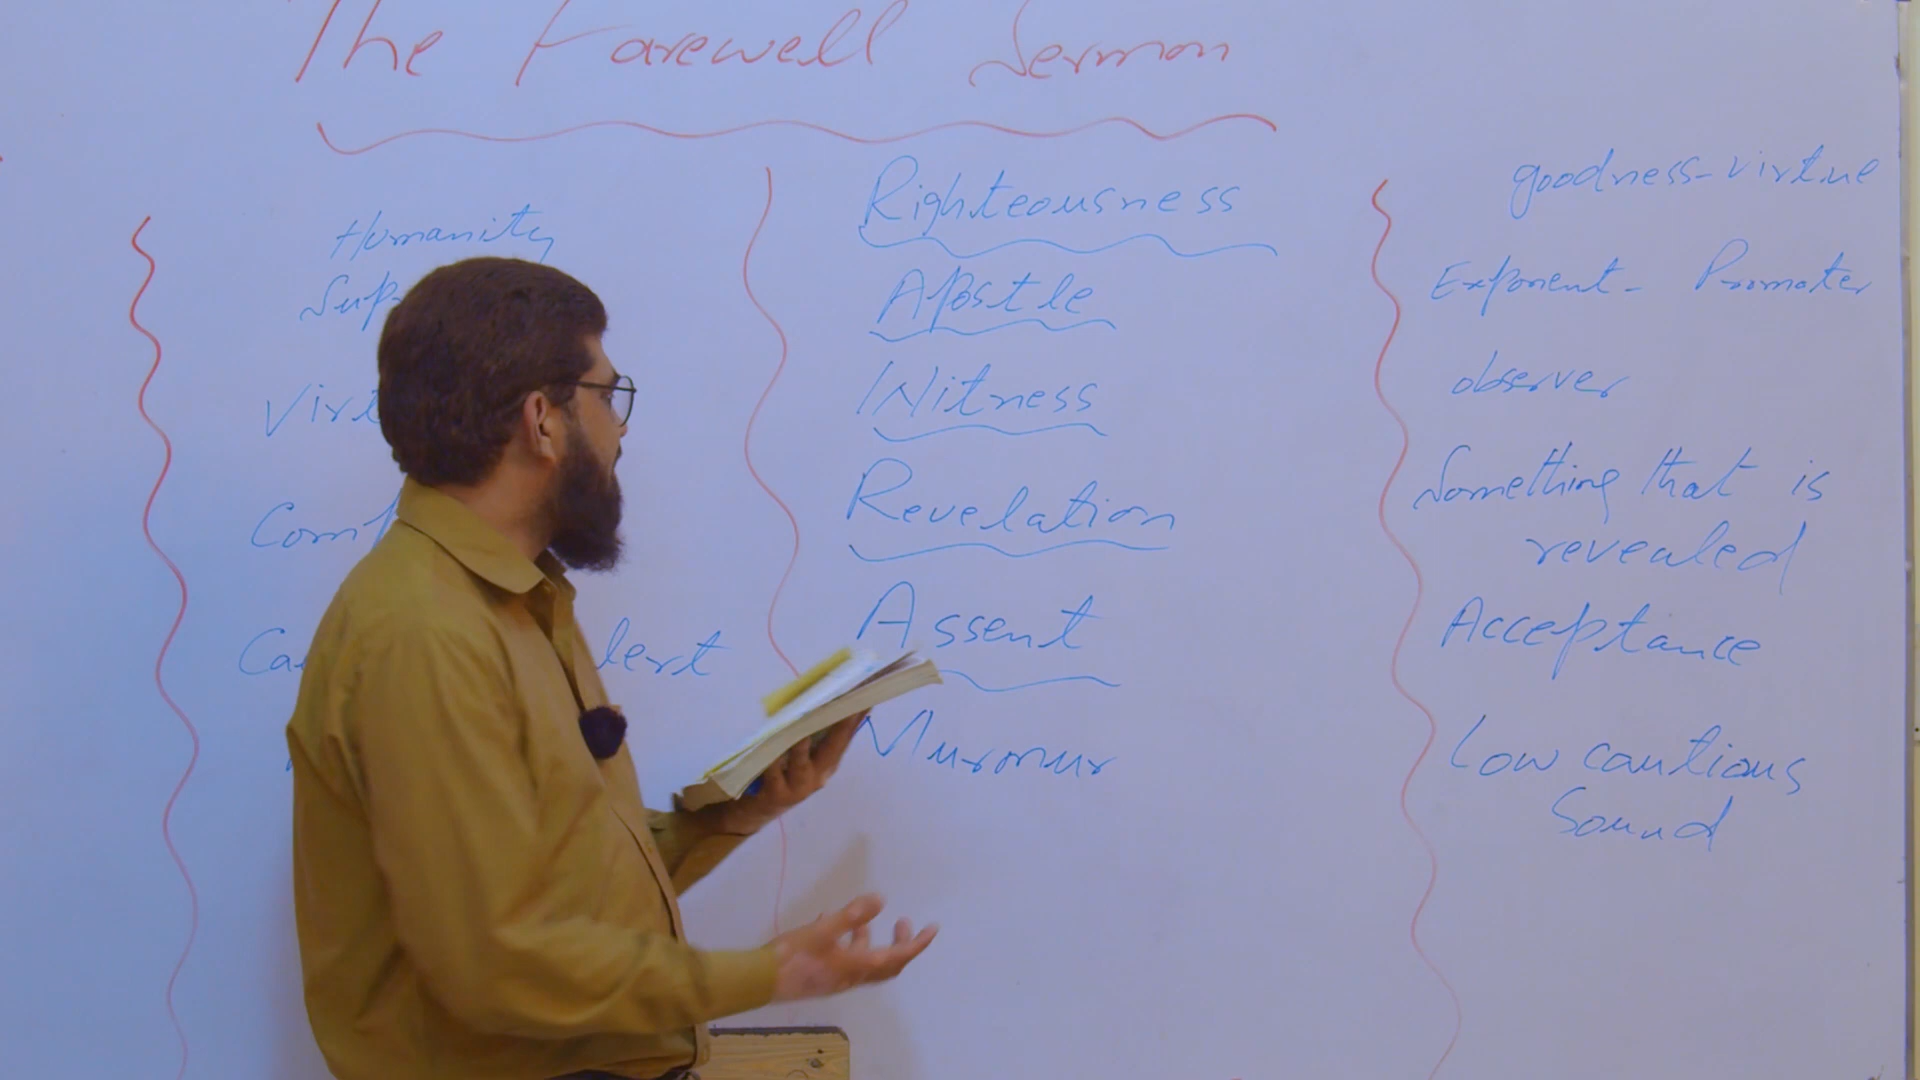 The Farewell Sermon
Humanity
lert
Righteousness
Apostle
Witness
Revelation
Assent
Murmur
goodness-virtue
Exponent- Promoter
observer
Something that is
revealed
Acceptance
Low cautious
Sound